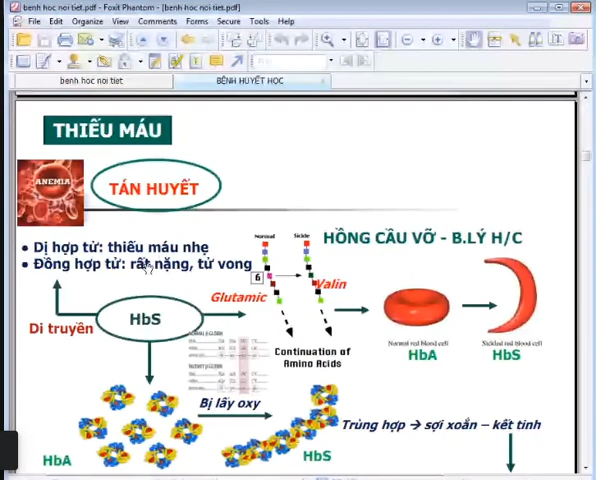 benh hoc noi tiet.pdf - Foxit Phantom - [benh hoc noi tiet.pdf]
File Edit Organize View Comments Forms Secure Tools Help
benh hoc noi tiet
BỆNH HUYẾT HỌC
THIẾU MÁU
ANEMIA
TÁN HUYẾT
Dị hợp tử: thiếu máu nhẹ
Đồng hợp tử: rất nặng, tử vong
Normal
Sickle
HỒNG CẦU VỠ - B.LÝ H/C
6
Glutamic
Valin
Di truyền
HbS
Continuation of
Amino Acids
Normal red blood cell
HbA
Sickled red blood cell
HbS
Bị lấy oxy
HbA
HbS
Trùng hợp → sợi xoắn – kết tinh